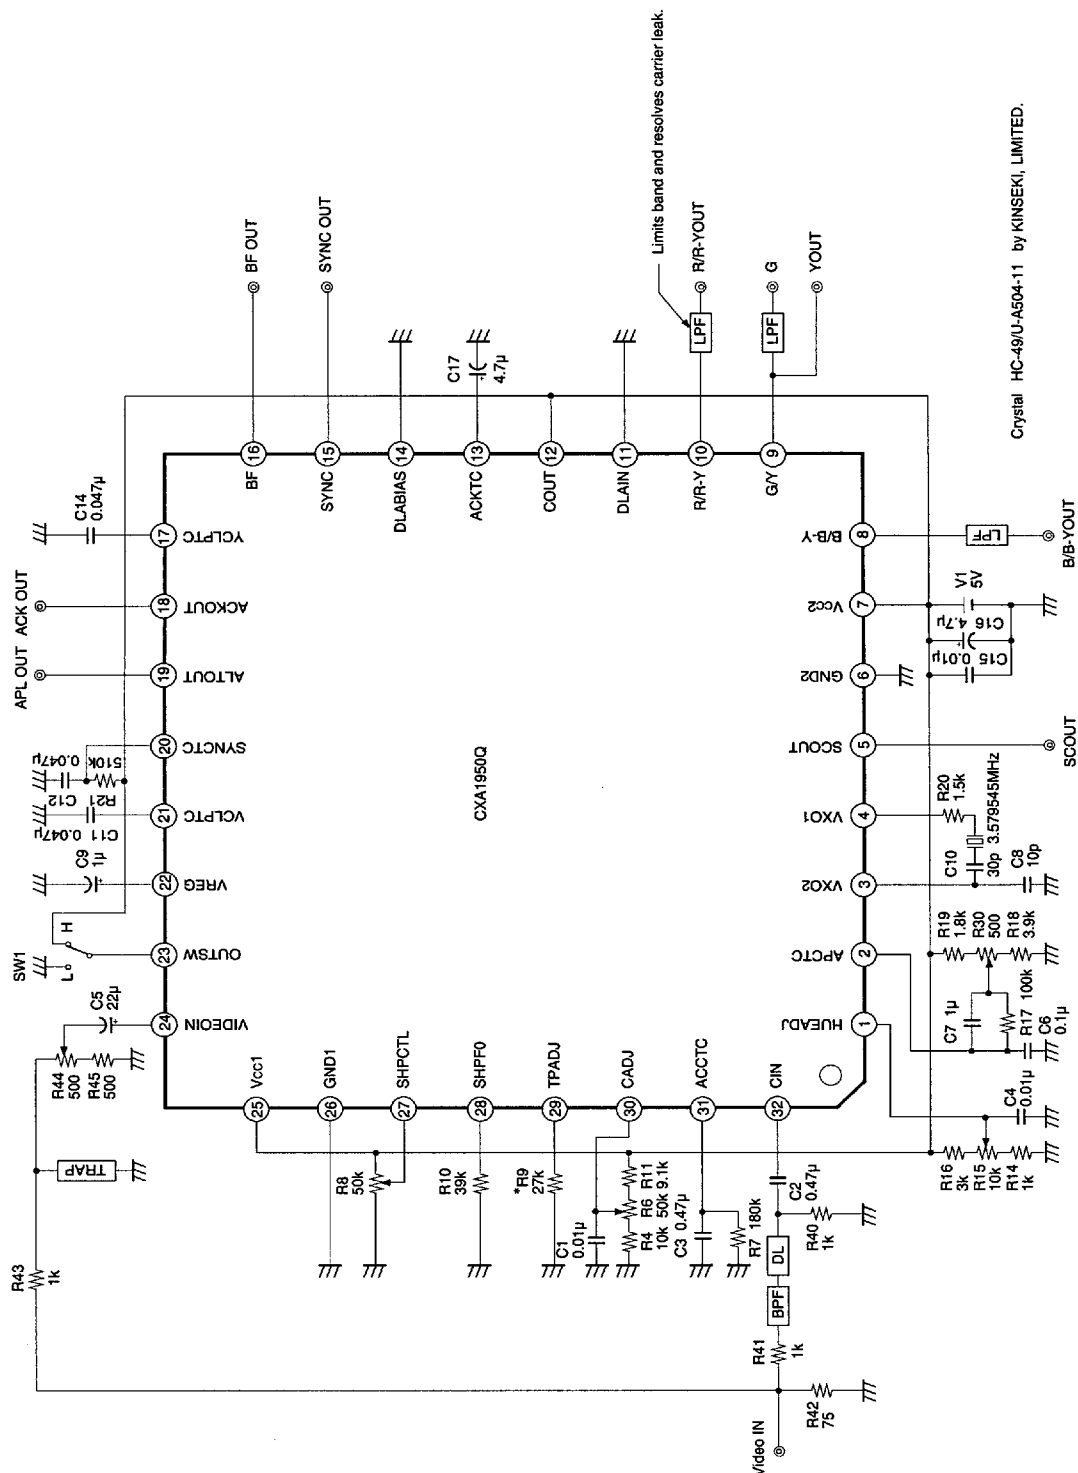 Limits band and resolves carrier leak.
BF OUT
SYNC OUT
R/R-YOUT
G
YOUT
LPF
LPF
C17
4.7µ
Crystal HC-49/U-A504-11 by KINSEKI, LIMITED.
16
15
14
13
12
11
10
9
BF
SYNC
DLABIAS
ACKTC
COUT
DLAIN
R/R-Y
G/Y
C14
0.047µ
17
YCLPTC
ACK OUT
18
ACKOUT
APL OUT
19
ALTOUT
20
SYNCTC
C12
0.047µ
R21
510k
21
VCLPTC
C11 0.047µ
C9
1µ
22
VREG
SW1
H
L
23
OUTSW
C5
22µ
24
VIDEOIN
R44
500
R45
500
TRAP
R43
1k
CXA1950Q
8
B/B-Y
LPF
B/B-YOUT
7
Vcc2
V1
5V
C16 4.7µ
C15 0.01µ
6
GND2
5
SCOUT
SCOUT
4
VXO1
R20
1.5k
3.579545MHz
C10
30p
3
VXO2
C8
10p
2
APCTC
R19
1.8k
R30
500
R18
3.9k
C7 1µ
R17 100k
C6
0.1µ
1
HUEADJ
C4
0.01µ
R16
3k
R15
10k
R14
1k
Vcc1
GND1
SHPCTL
SHPF0
TPADJ
CADJ
ACCTC
CIN
25
26
27
28
29
30
31
32
R8
50k
R10
39k
*R9
27k
C1
0.01µ
R11
9.1k
R6
50k
R4
10k
C3 0.47µ
R7 180k
C2
0.47µ
R40
1k
DL
BPF
R41
1k
R42
75
Video IN